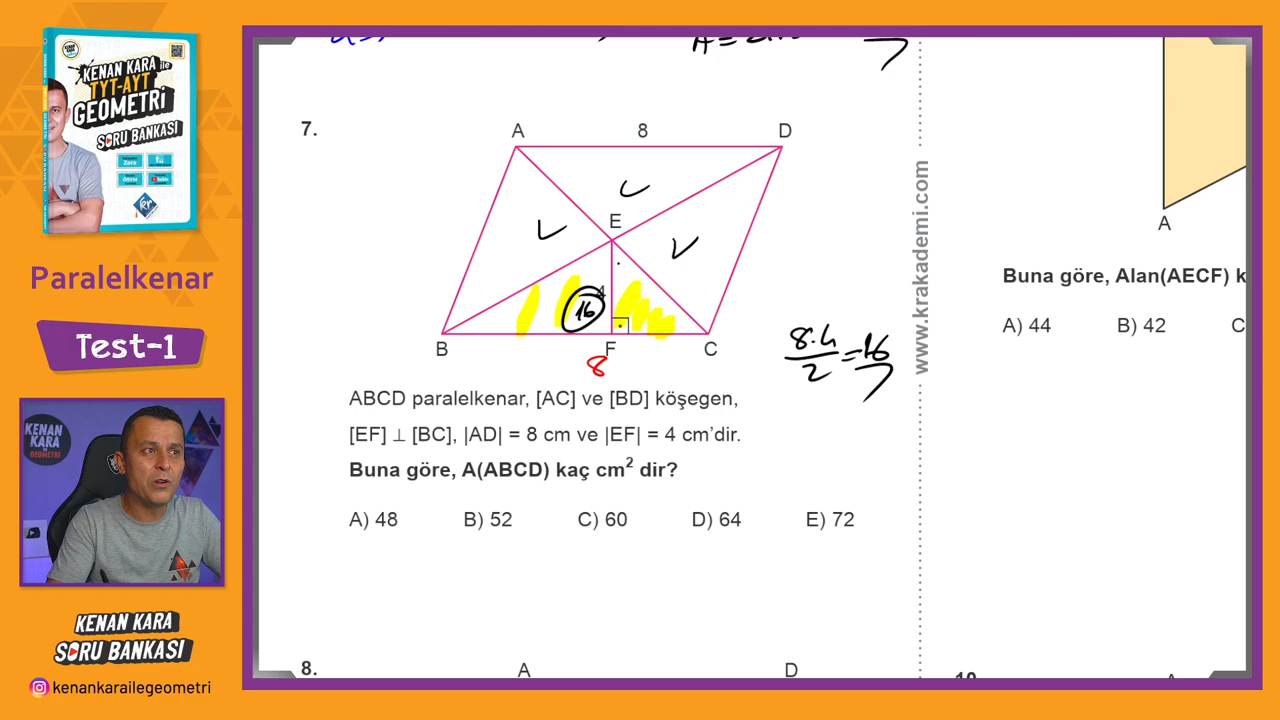 KENAN KARA ile
TYT-AYT
GEOMETRİ
SORU BANKASI
Paralelkenar
Test-1
KENAN
KARA
GEOMETRİ
KENAN KARA
SORU BANKASI
kenankarailegeometri
7.
A 8 D
E
4
16
B F C
8
8.4
2
=16
ABCD paralelkenar, [AC] ve [BD] köşegen,
[EF] ⊥ [BC], |AD| = 8 cm ve |EF| = 4 cm'dir.
Buna göre, A(ABCD) kaç cm² dir?
A) 48 B) 52 C) 60 D) 64 E) 72
8.
A D
www.krakademi.com
A
Buna göre, Alan(AECF) k
A) 44 B) 42 C
10